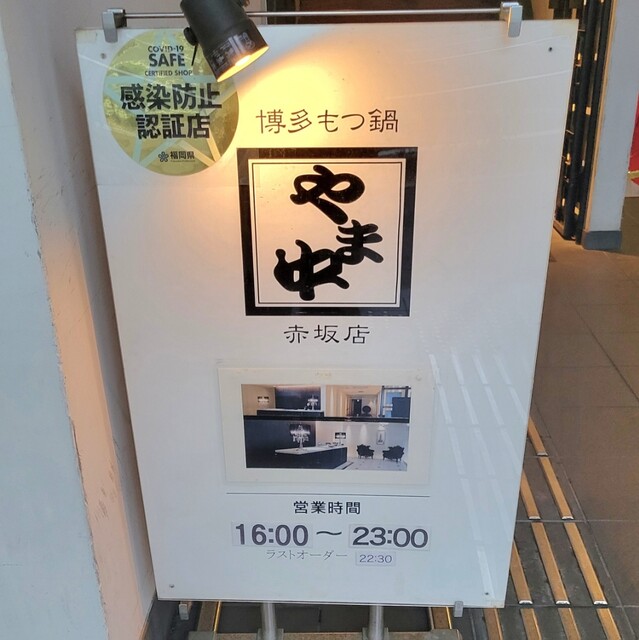 COVID-19
SAFE
CERTIFIED SHOP
感染防止
認証店
福岡県
博多もつ鍋
やま中
赤坂店
営業時間
16:00～23:00
ラストオーダー 22:30